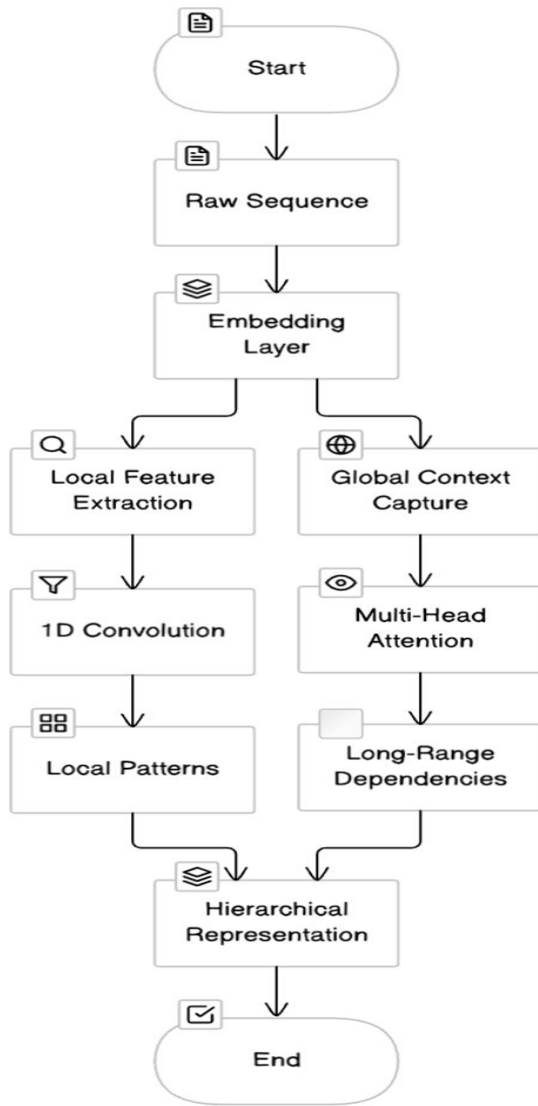 Start
Raw Sequence
Embedding
Layer
Local Feature
Extraction
Global Context
Capture
1D Convolution
Multi-Head
Attention
Local Patterns
Long-Range
Dependencies
Hierarchical
Representation
End